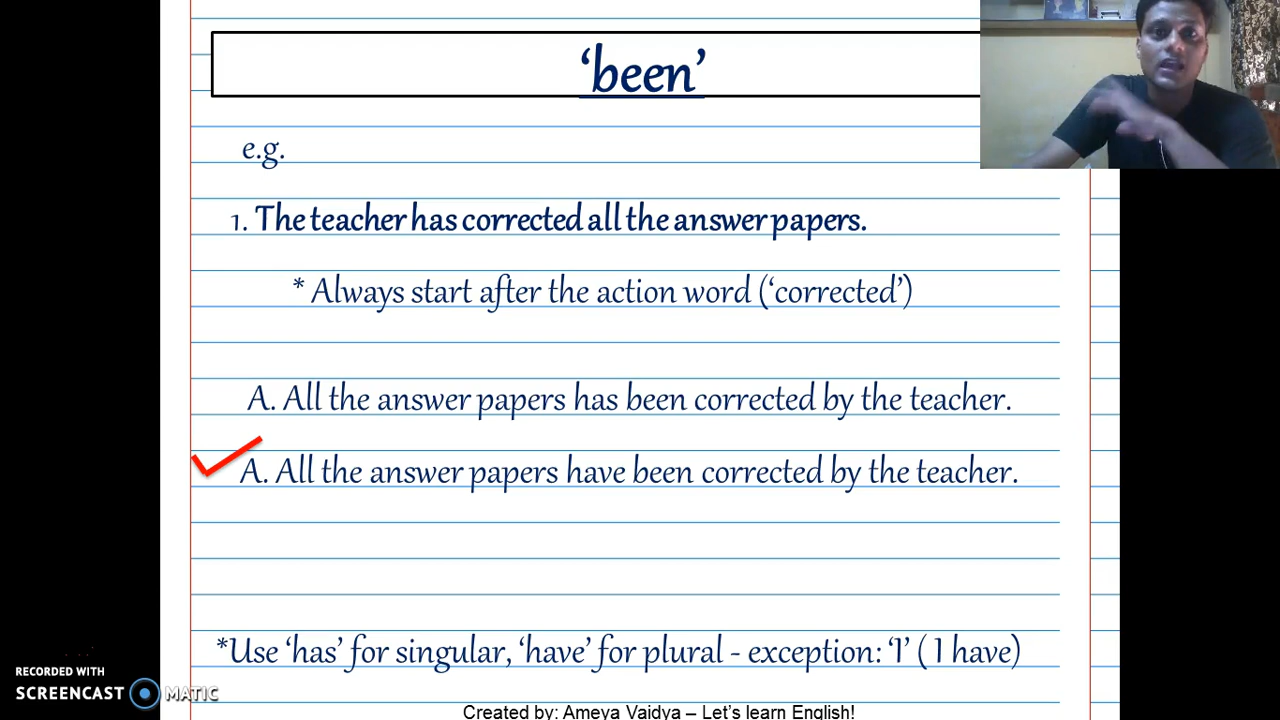 ‘been’
e.g.
1. The teacher has corrected all the answer papers.
* Always start after the action word (‘corrected’)
A. All the answer papers has been corrected by the teacher.
A. All the answer papers have been corrected by the teacher.
*Use ‘has’ for singular, ‘have’ for plural - exception: ‘I’ ( I have)
RECORDED WITH
SCREENCAST MATIC
Created by: Ameya Vaidya – Let’s learn English!